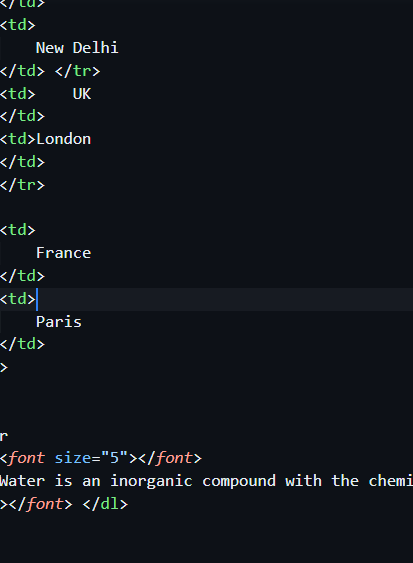 </td>
<td>
New Delhi
</td> </tr>
<td> UK
</td>
<td>London
</td>
</tr>
<td>
France
</td>
<td>
Paris
</td>
>
r
<font size="5"></font>
Water is an inorganic compound with the chemi
></font> </dl>